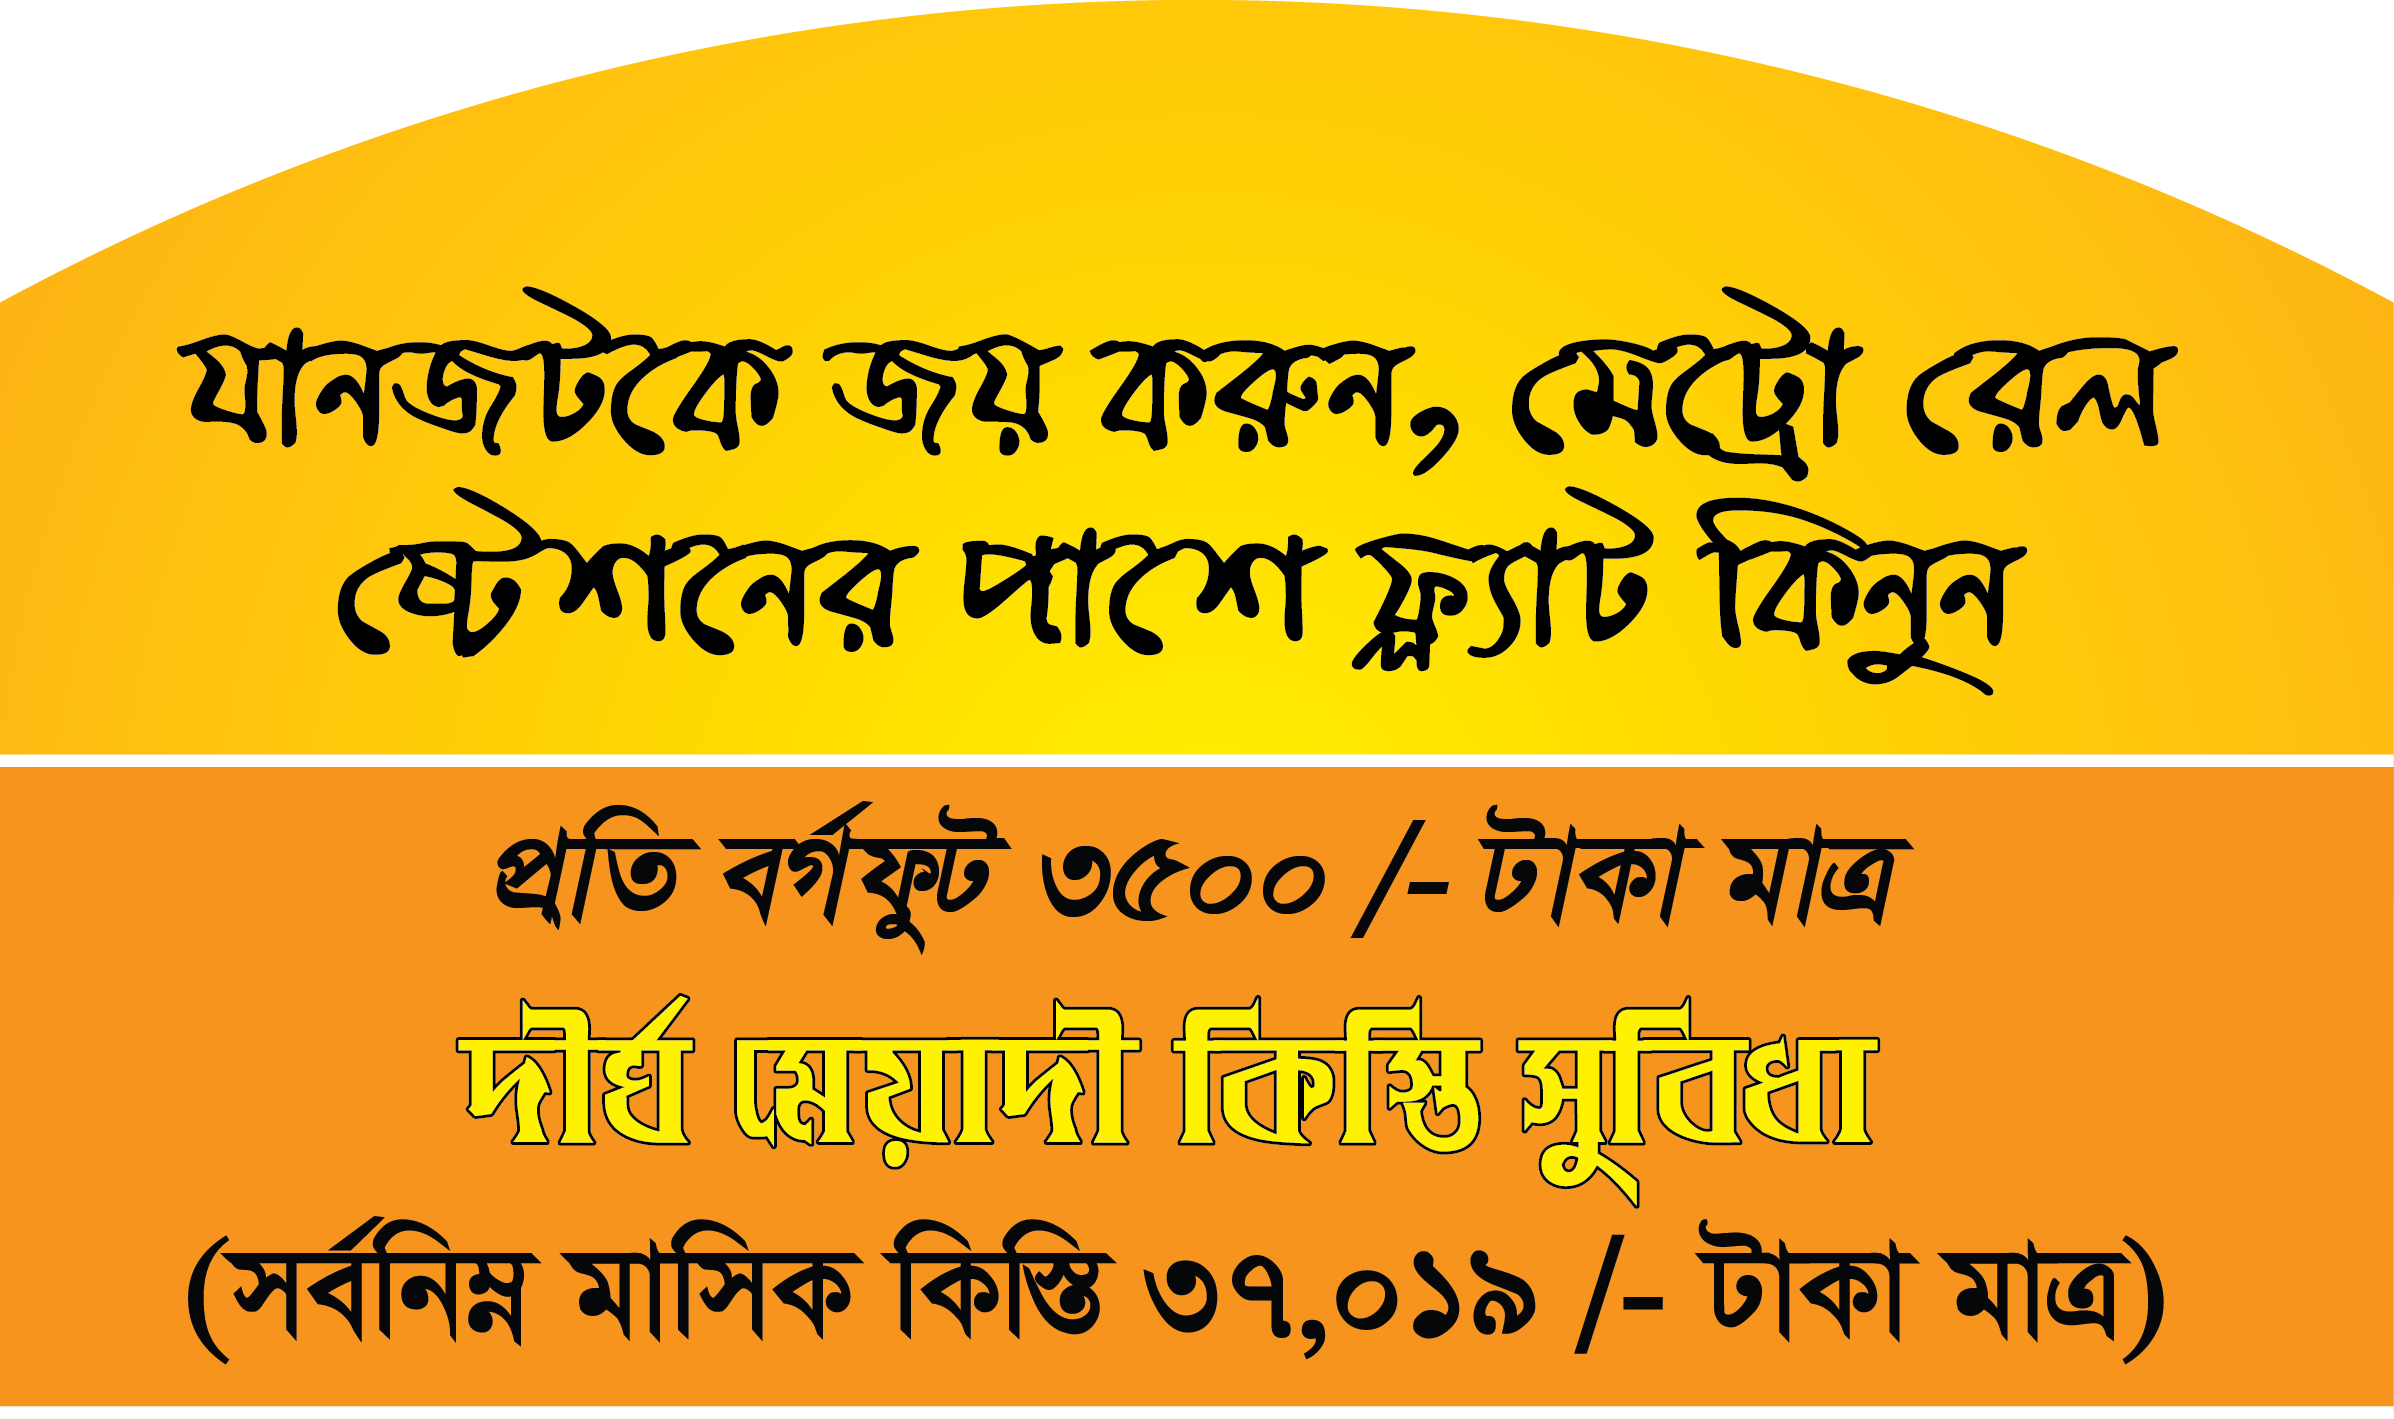 যানজটকে জয় করুন, মেট্রো রেল
ষ্টেশনের পাশে ফ্ল্যাট কিনুন
প্রতি বর্গফুট ৩৫০০ /- টাকা মাত্র
দীর্ঘ মেয়াদী কিস্তি সুবিধা
(সর্বনিম্ন মাসিক কিস্তি ৩৭,০১৯ /- টাকা মাত্র)